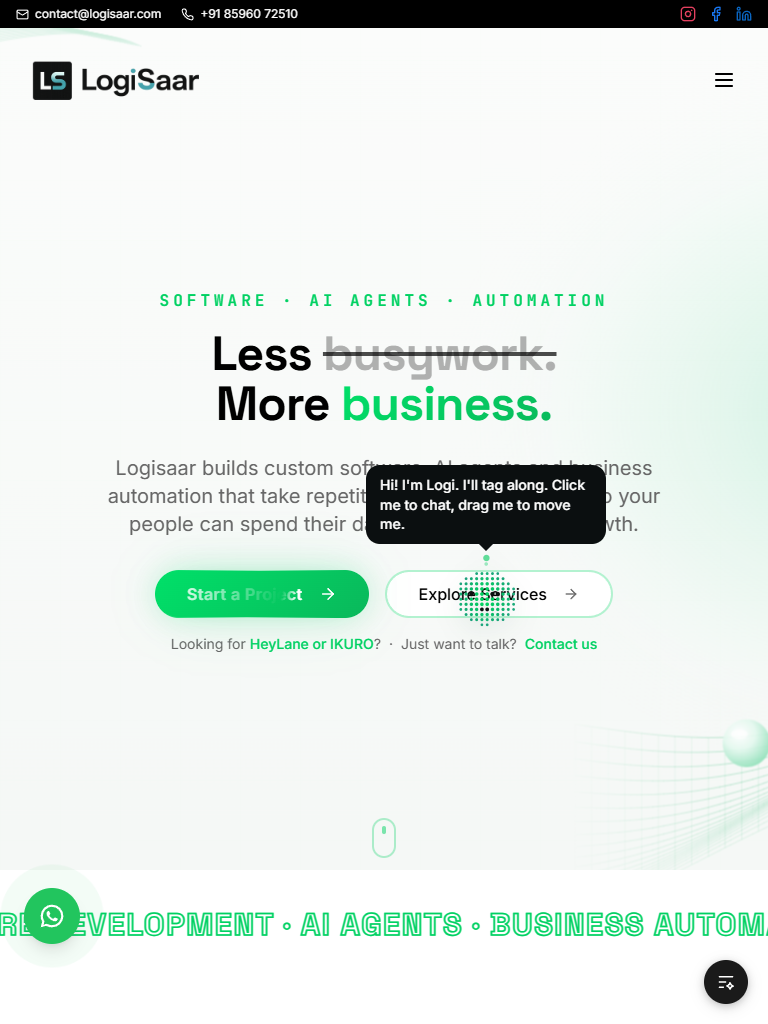 contact@logisaar.com +91 85960 72510
LS LogiSaar
SOFTWARE · AI AGENTS · AUTOMATION
Less busywork.
More business.
Logisaar builds custom software, AI agents and business
automation that take repetit
o your
people can spend their da
wth.
Hi! I'm Logi. I'll tag along. Click
me to chat, drag me to move
me.
Start a Project
Explore Services
Looking for HeyLane or IKURO? · Just want to talk? Contact us
EVELOPMENT · AI AGENTS · BUSINESS AUTOM